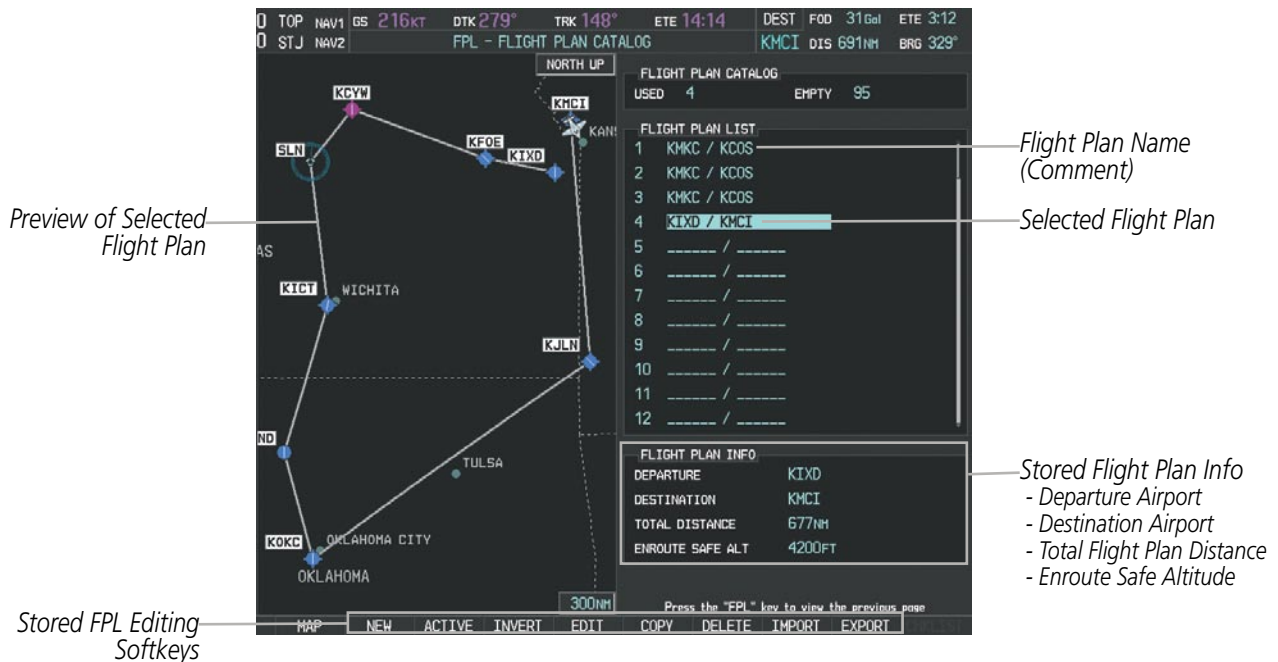 0 TOP NAV1 GS 216KT DTK 279° TRK 148° ETE 14:14 DEST FOD 31Gal ETE 3:12
0 STJ NAV2 FPL - FLIGHT PLAN CATALOG KMCI DIS 691NM BRG 329°
NORTH UP
KCYW
KMCI
KANS
KFOE
KIXD
SLN
AS
KICT
WICHITA
KJLN
ND
TULSA
KOKC
OKLAHOMA CITY
OKLAHOMA
300NM
FLIGHT PLAN CATALOG
USED 4 EMPTY 95
FLIGHT PLAN LIST
1 KMKC / KCOS
2 KMKC / KCOS
3 KMKC / KCOS
4 KIXD / KMCI
5 ______ / ______
6 ______ / ______
7 ______ / ______
8 ______ / ______
9 ______ / ______
10 ______ / ______
11 ______ / ______
12 ______ / ______
FLIGHT PLAN INFO
DEPARTURE KIXD
DESTINATION KMCI
TOTAL DISTANCE 677NM
ENROUTE SAFE ALT 4200FT
Press the "FPL" key to view the previous page
MAP NEW ACTIVE INVERT EDIT COPY DELETE IMPORT EXPORT
Preview of Selected
Flight Plan
Stored FPL Editing
Softkeys
Flight Plan Name
(Comment)
Selected Flight Plan
Stored Flight Plan Info
- Departure Airport
- Destination Airport
- Total Flight Plan Distance
- Enroute Safe Altitude